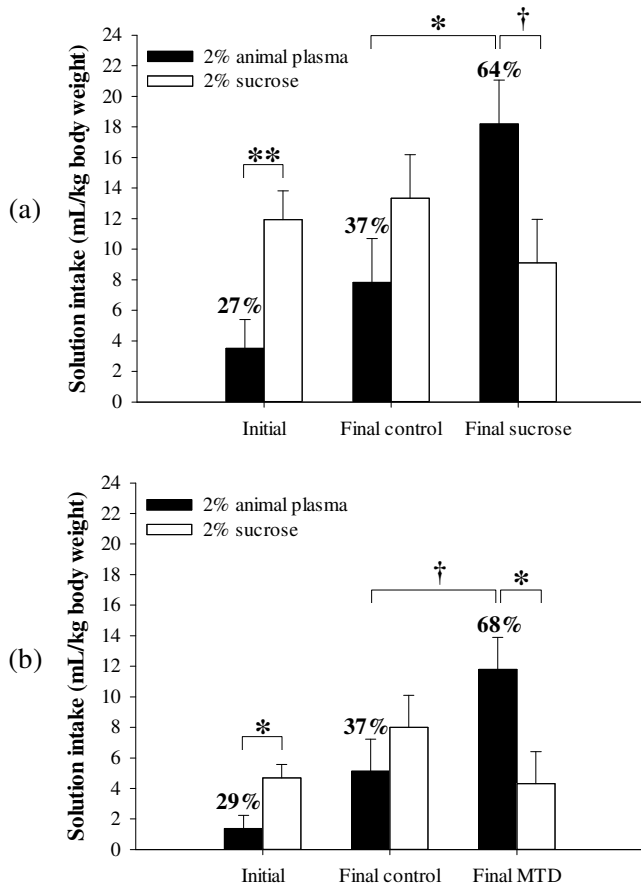 (a)
Solution intake (mL/kg body weight)
24
22
20
18
16
14
12
10
8
6
4
2
0
2% animal plasma
2% sucrose
27%
**
37%
*
64%
†
Initial
Final control
Final sucrose
(b)
Solution intake (mL/kg body weight)
24
22
20
18
16
14
12
10
8
6
4
2
0
2% animal plasma
2% sucrose
29%
*
37%
†
68%
*
Initial
Final control
Final MTD